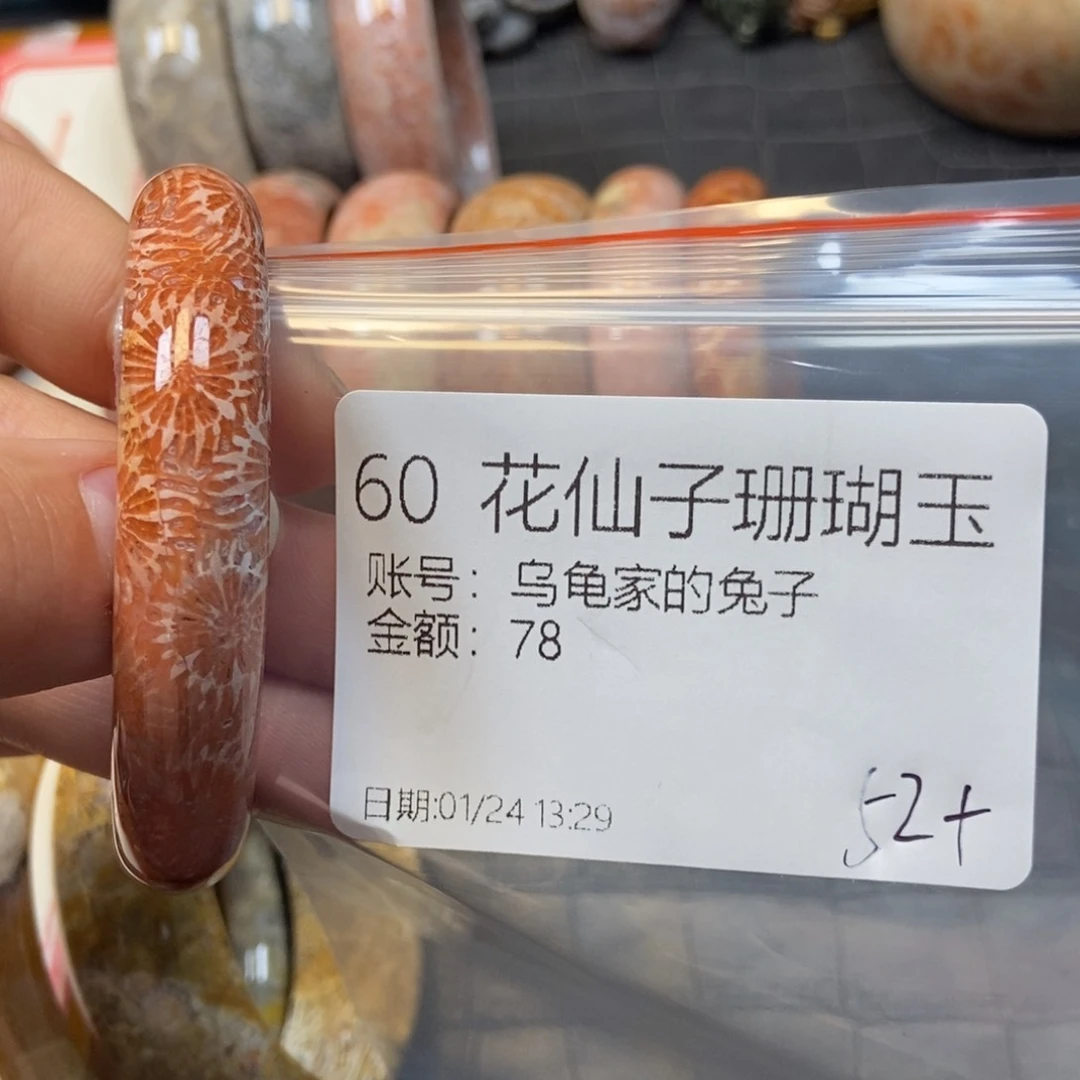 60 花仙子珊瑚玉
账号：乌龟家的兔子
金额：78
日期:01/24 13:29
52+